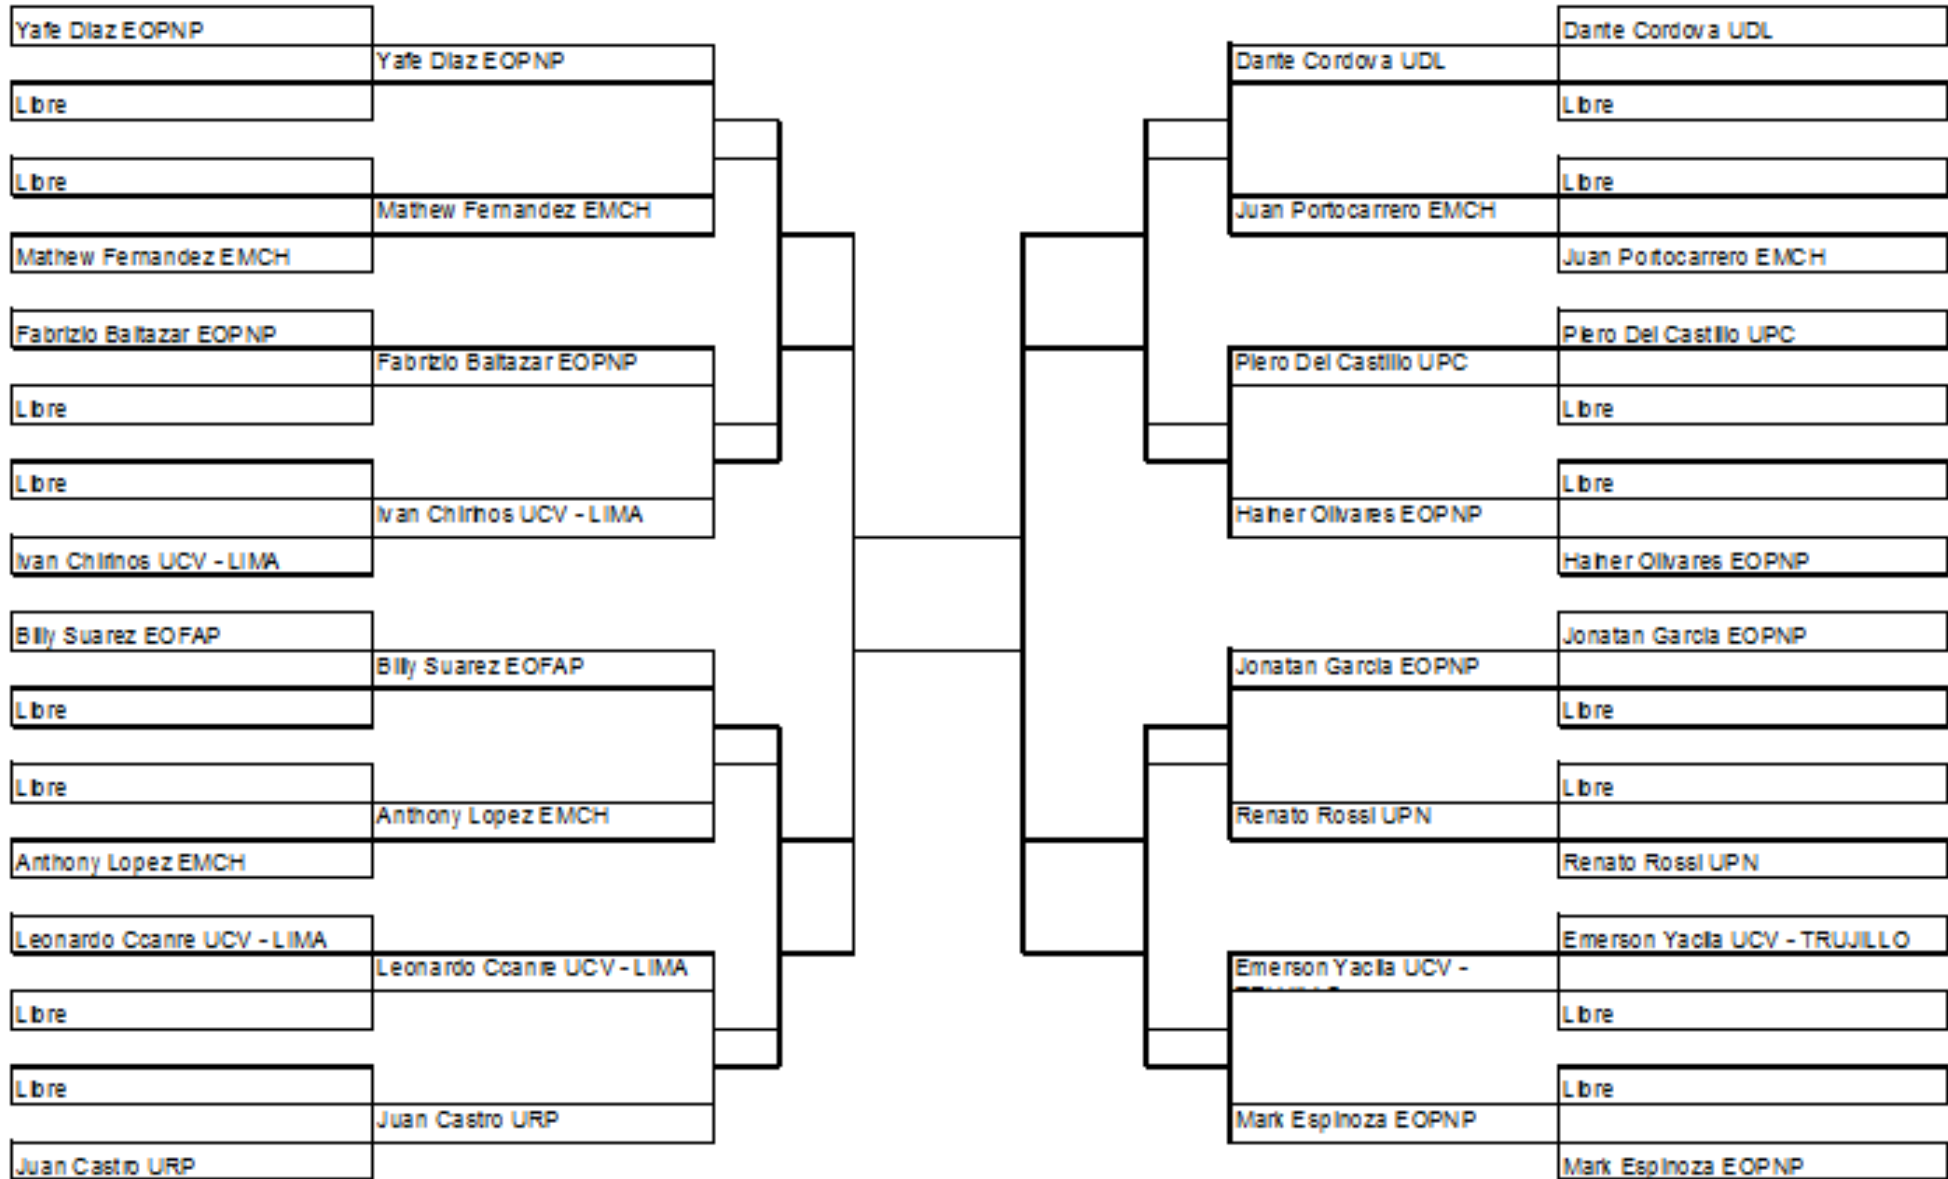 Yafe Diaz EOPNP
Yafe Diaz EOPNP
Libre
Libre
Mathew Fernandez EMCH
Mathew Fernandez EMCH
Fabrizio Baltazar EOPNP
Fabrizio Baltazar EOPNP
Libre
Libre
Ivan Chirinos UCV - LIMA
Ivan Chirinos UCV - LIMA
Billy Suarez EOFAP
Billy Suarez EOFAP
Libre
Libre
Anthony Lopez EMCH
Anthony Lopez EMCH
Leonardo Ccanre UCV - LIMA
Leonardo Ccanre UCV - LIMA
Libre
Libre
Juan Castro URP
Juan Castro URP
Dante Cordova UDL
Dante Cordova UDL
Libre
Libre
Juan Portocarrero EMCH
Juan Portocarrero EMCH
Piero Del Castillo UPC
Piero Del Castillo UPC
Libre
Libre
Hainer Olivares EOPNP
Hainer Olivares EOPNP
Jonatan Garcia EOPNP
Jonatan Garcia EOPNP
Libre
Libre
Renato Rossi UPN
Renato Rossi UPN
Emerson Yaclla UCV - TRUJILLO
Emerson Yaclla UCV -
Libre
Libre
Mark Espinoza EOPNP
Mark Espinoza EOPNP